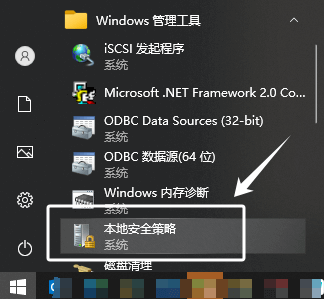 Windows 管理工具
iSCSI 发起程序
系统
Microsoft .NET Framework 2.0 Co...
ODBC Data Sources (32-bit)
系统
ODBC 数据源(64 位)
系统
Windows 内存诊断
系统
本地安全策略
系统
磁盘清理